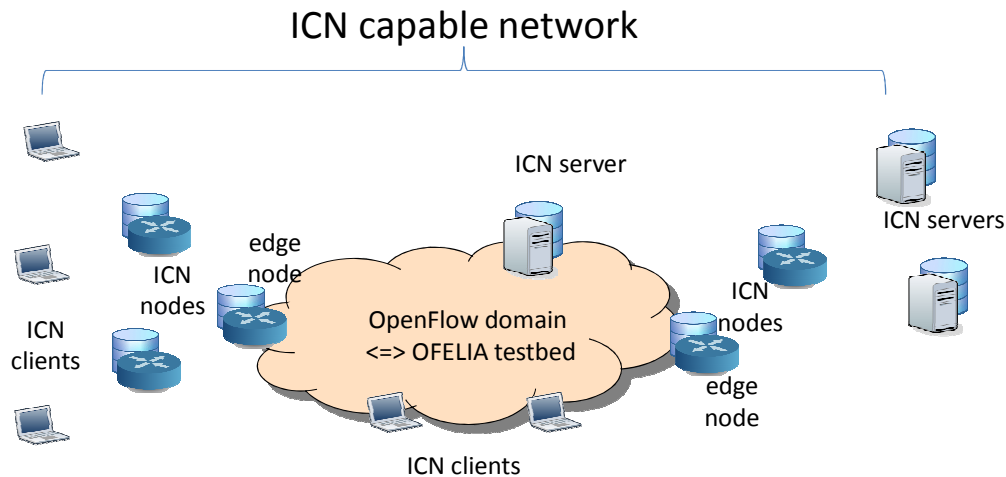 ICN capable network
ICN server
ICN servers
edge
node
ICN
nodes
ICN
nodes
ICN
clients
OpenFlow domain
<=> OFELIA testbed
edge
node
ICN clients